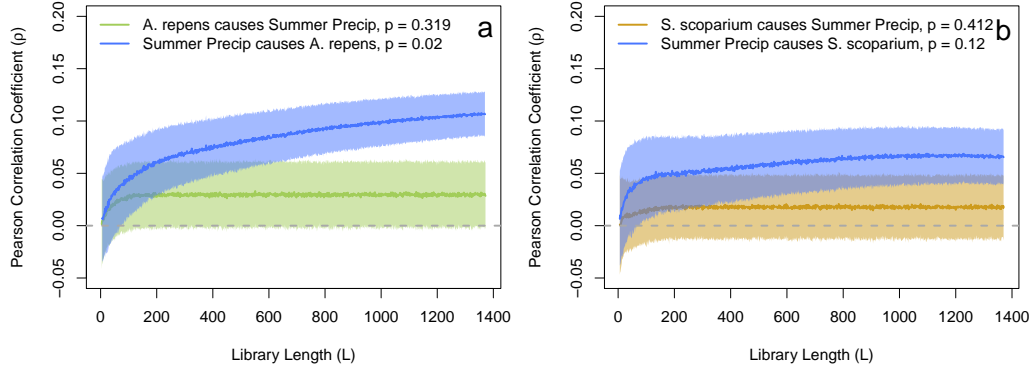 A. repens causes Summer Precip, p = 0.319
Summer Precip causes A. repens, p = 0.02
a
Pearson Correlation Coefficient (ρ)
0.20
0.15
0.10
0.05
0.00
−0.05
0 200 400 600 800 1000 1200 1400
Library Length (L)
S. scoparium causes Summer Precip, p = 0.412
Summer Precip causes S. scoparium, p = 0.12
b
Pearson Correlation Coefficient (ρ)
0.20
0.15
0.10
0.05
0.00
−0.05
0 200 400 600 800 1000 1200 1400
Library Length (L)